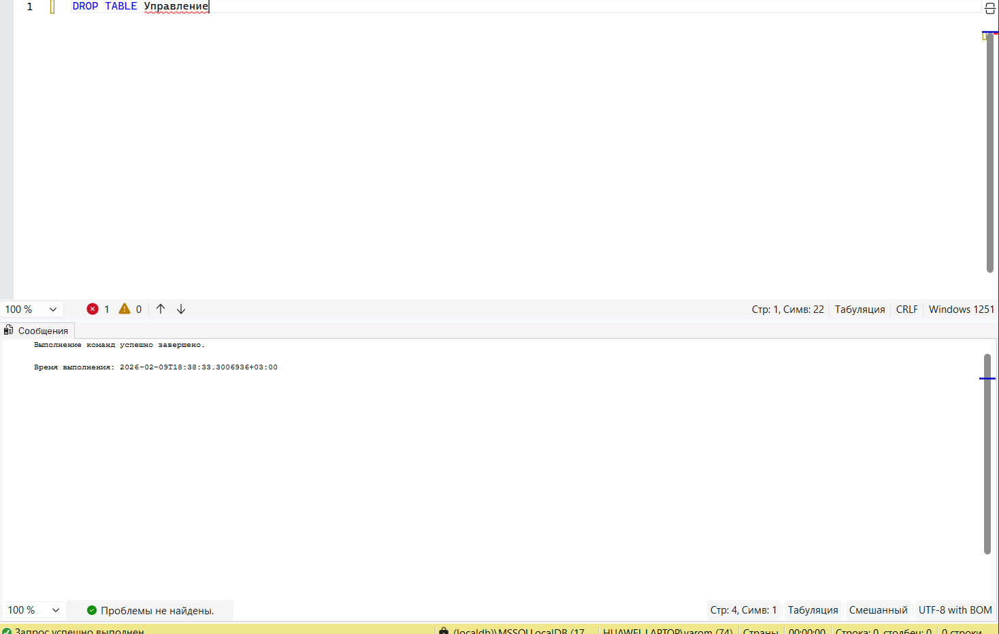 1 DROP TABLE Управление
100 % 1 0 Стр: 1, Симв: 22 Табуляция CRLF Windows 1251
Сообщения
Выполнение команд успешно завершено.
Время выполнения: 2026-02-09T18:38:33.3006936+03:00
100 % Проблемы не найдены. Стр: 4, Симв: 1 Табуляция Смешанный UTF-8 with BOM
Запрос успешно выполнен. (localdb)\MSSQLLocalDB (17... HUAWEI_LAPTOP\yarom (74) Страны 00:00:00 Строка: 0, столбец: 0 0 строки